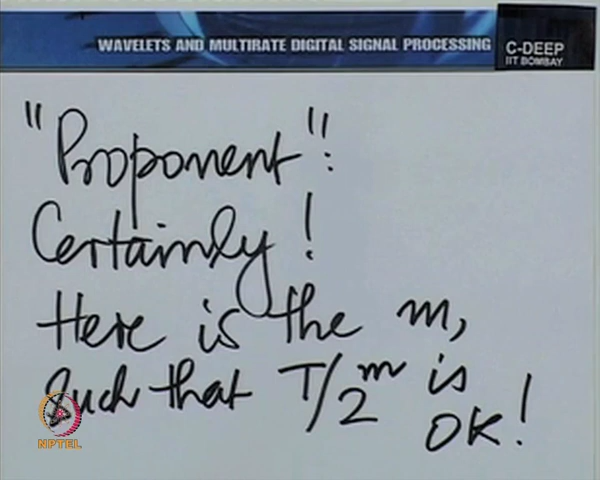 WAVELETS AND MULTIRATE DIGITAL SIGNAL PROCESSING
C-DEEP
IIT BOMBAY
"Proponent":
Certainly!
Here is the m,
Such that T/2^m is
OK!
NPTEL